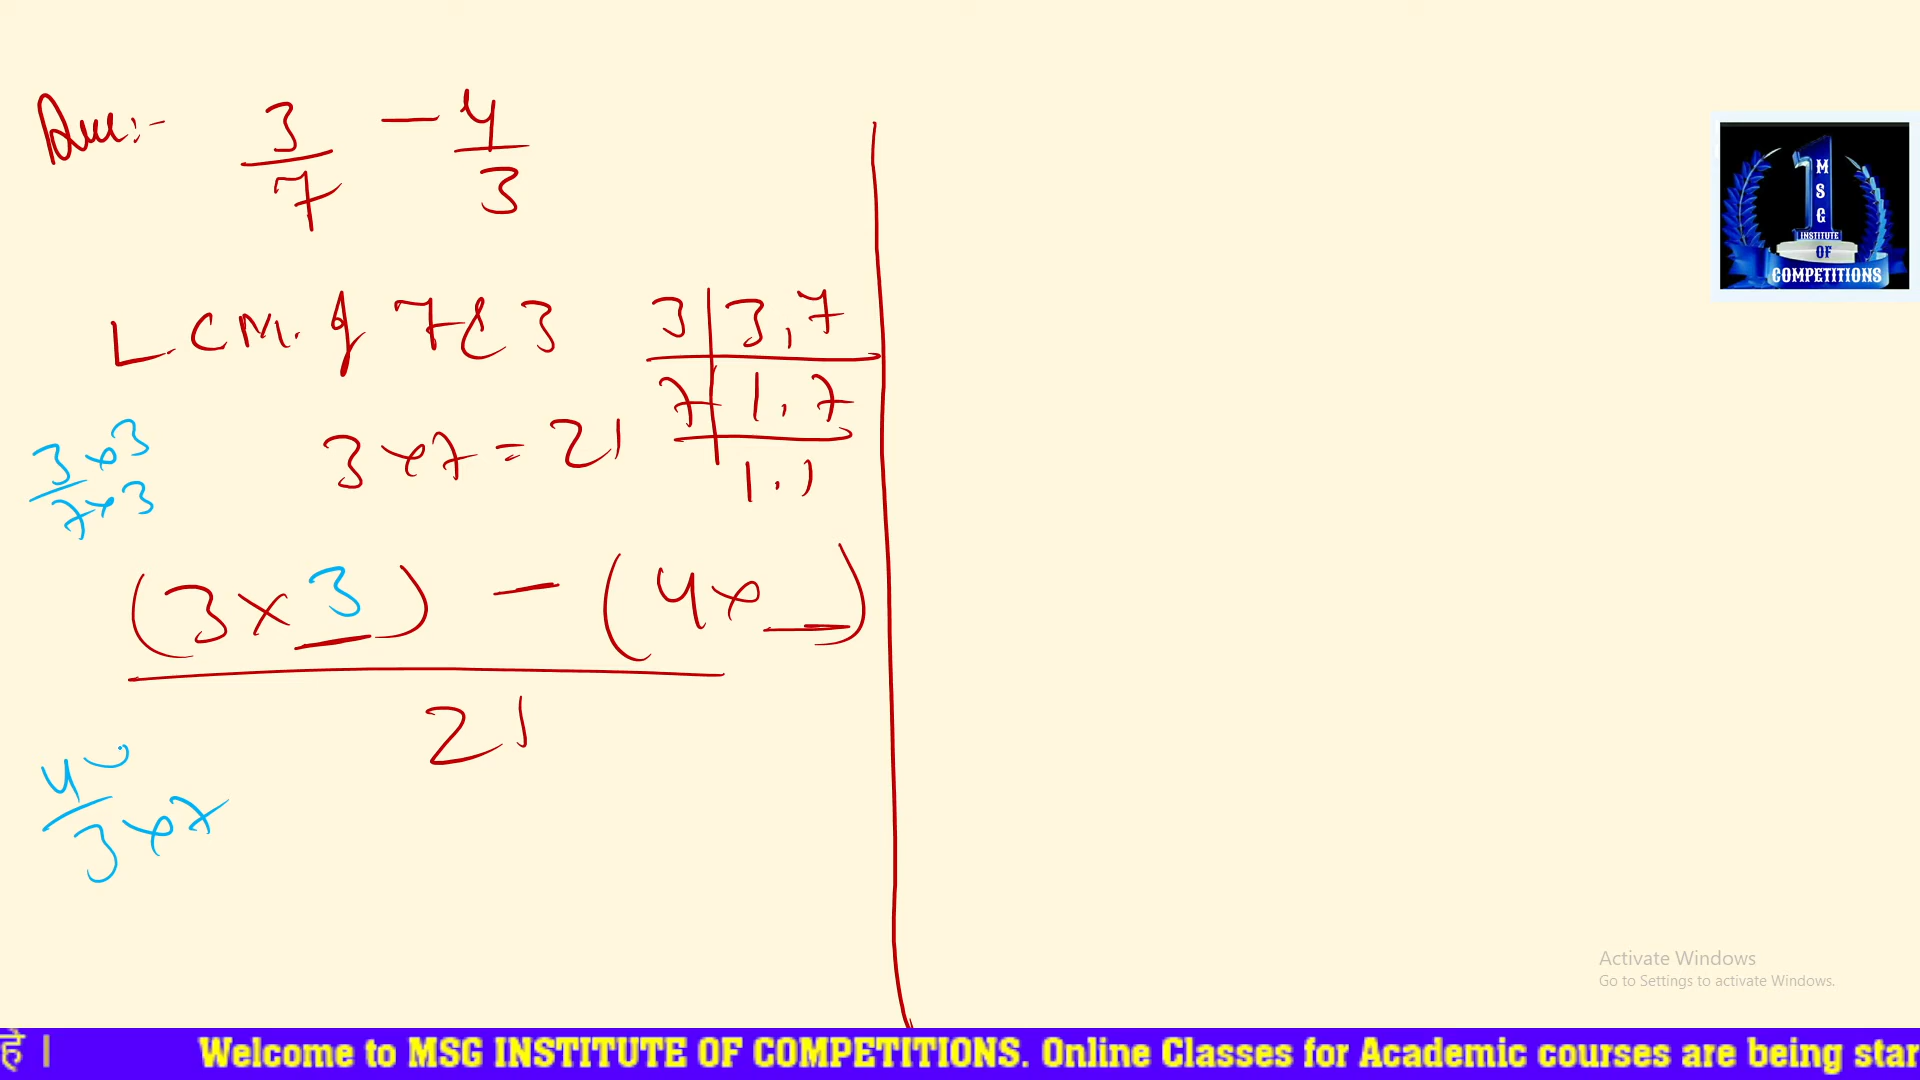 Que:- 3/7 - 4/3
L.C.M. of 7 & 3
3 | 3, 7
7 | 1, 7
1, 1
3 × 7 = 21
3 × 3
7 × 3
(3 × 3) - (4 × __)
21
4
3 × 7
1
M
S
G
INSTITUTE
OF
COMPETITIONS
Activate Windows
Go to Settings to activate Windows.
है | Welcome to MSG INSTITUTE OF COMPETITIONS. Online Classes for Academic courses are being star